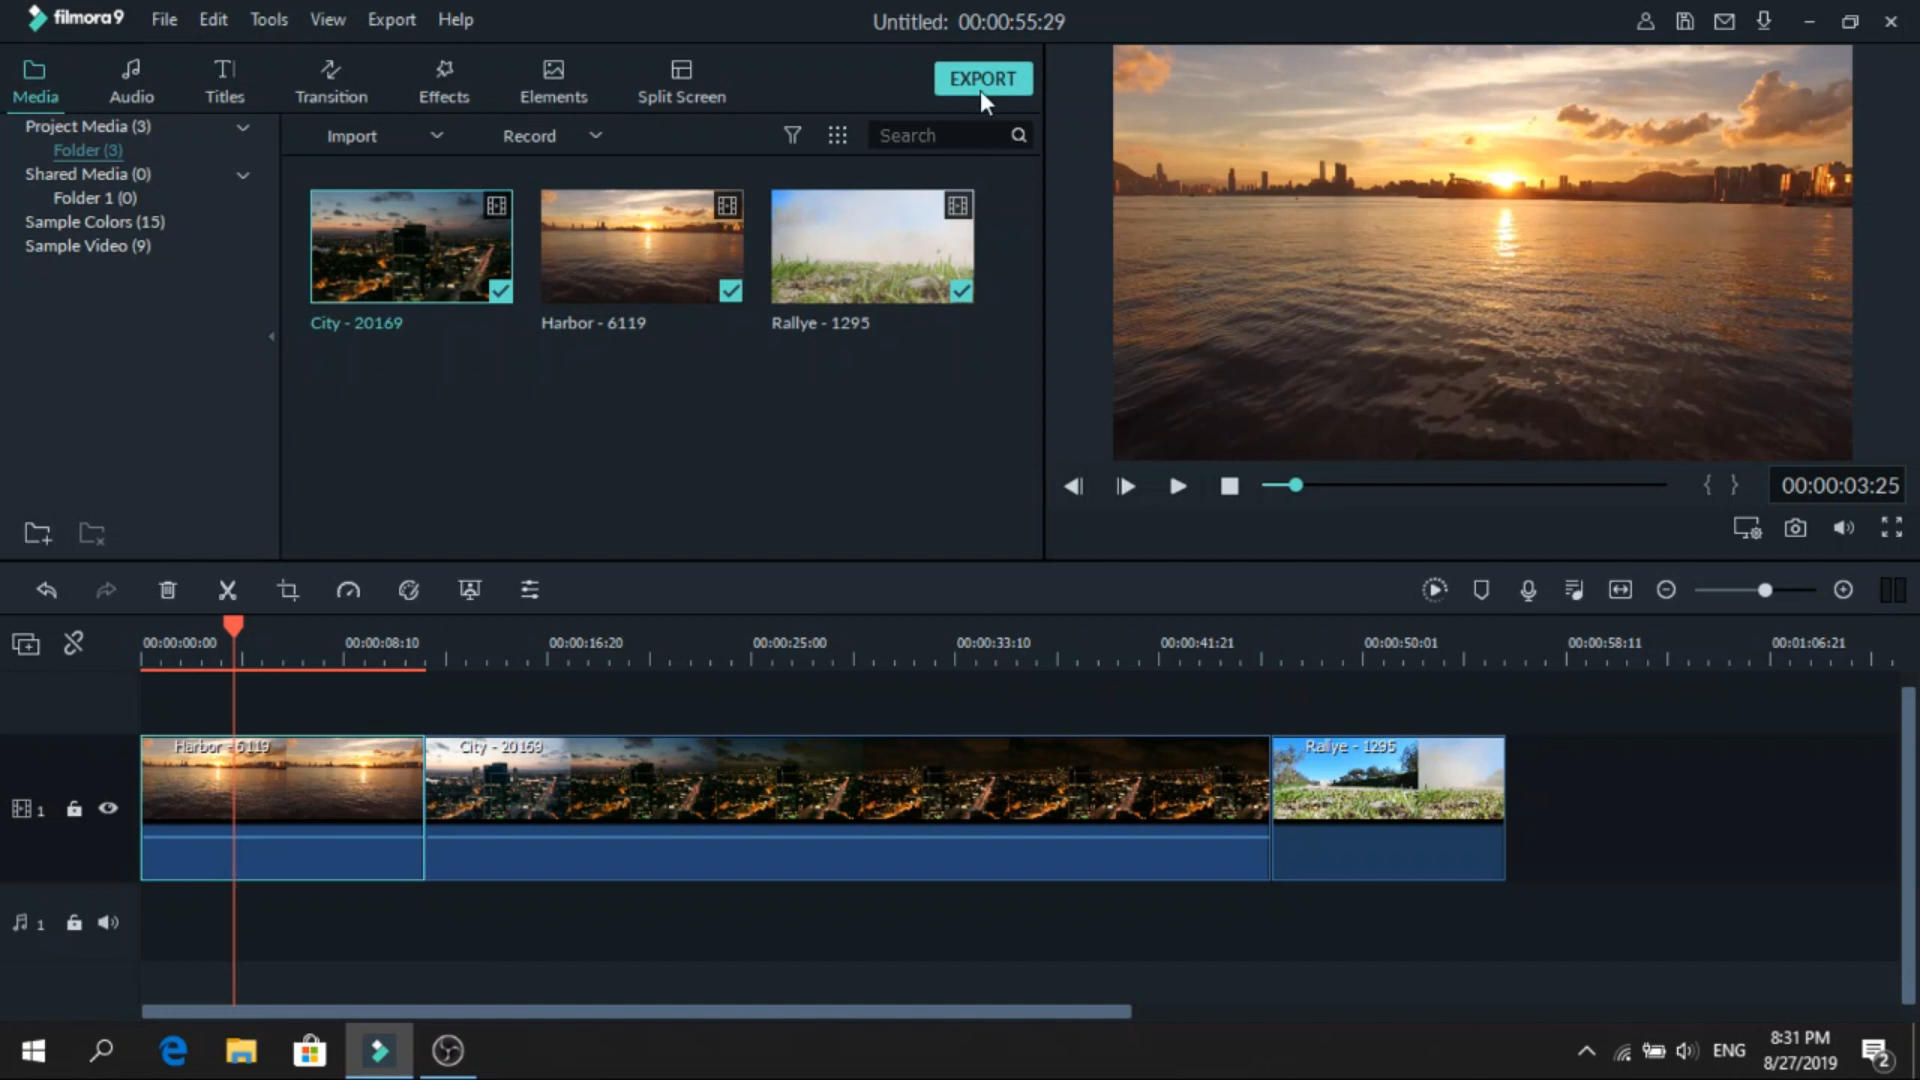 filmora9 File Edit Tools View Export Help Untitled: 00:00:55:29
Media Audio Titles Transition Effects Elements Split Screen EXPORT
Project Media (3)
Folder (3)
Shared Media (0)
Folder 1 (0)
Sample Colors (15)
Sample Video (9)
Import Record Search
City - 20169 Harbor - 6119 Rallye - 1295
00:00:03:25
00:00:00:00 00:00:08:10 00:00:16:20 00:00:25:00 00:00:33:10 00:00:41:21 00:00:50:01 00:00:58:11 00:01:06:21
Harbor - 6119 City - 20169 Rallye - 1295
1
1
ENG 8:31 PM
8/27/2019
2